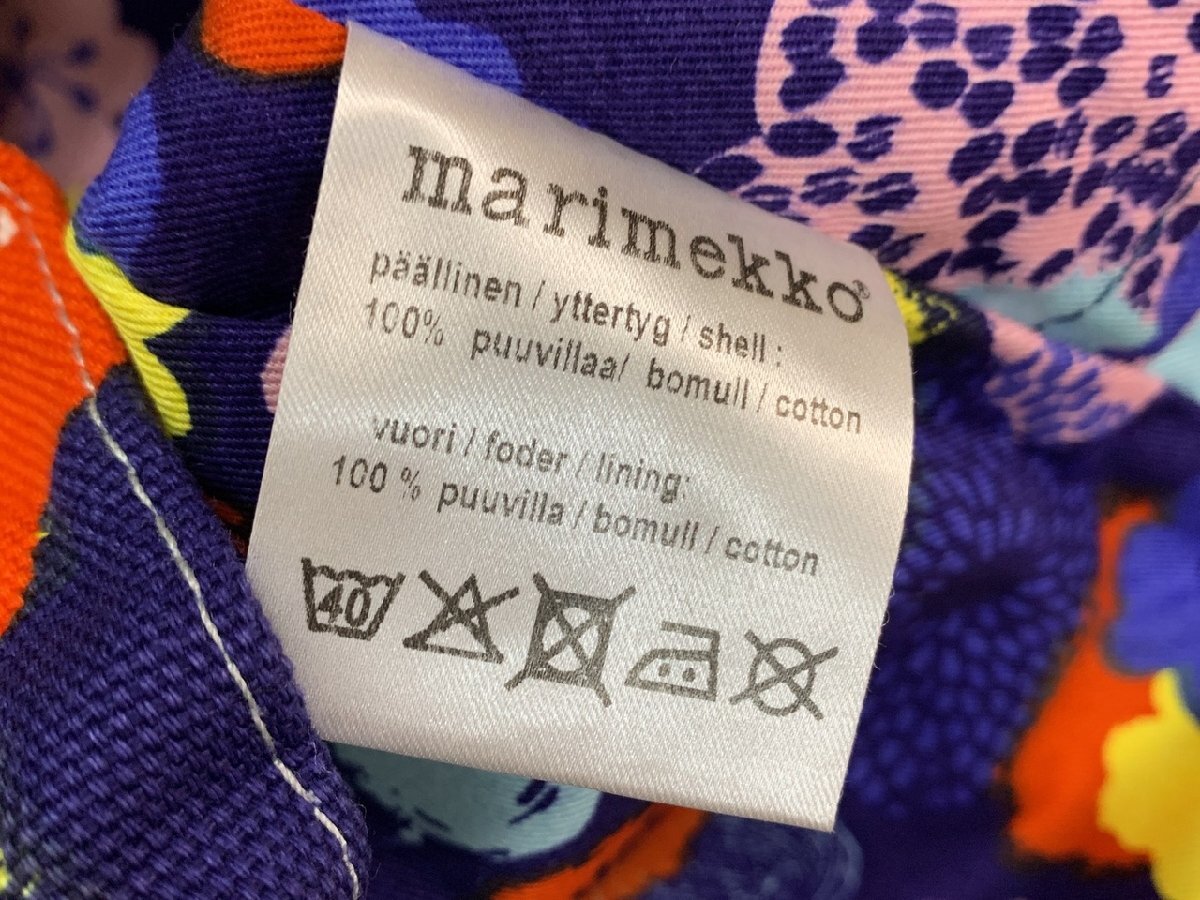 marimekko®
päällinen / yttertyg / shell :
100% puuvillaa/ bomull / cotton
vuori / foder / lining:
100 % puuvilla / bomull / cotton
40